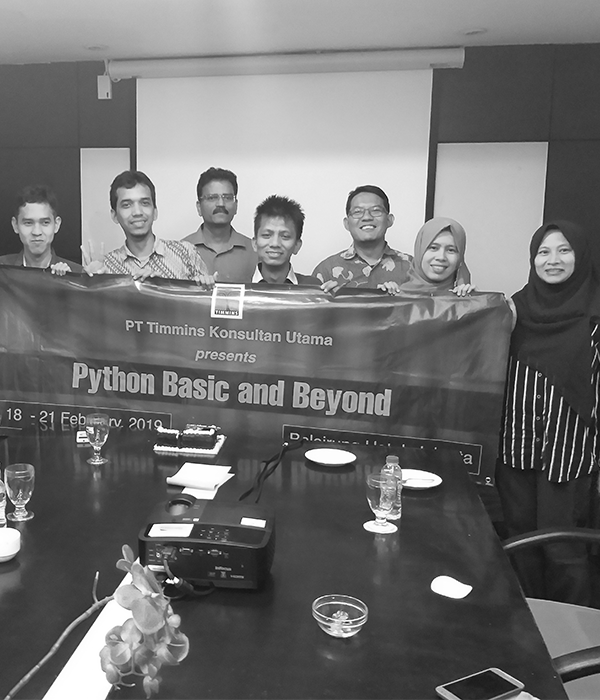 TIMMINS
PT Timmins Konsultan Utama
presents
Python Basic and Beyond
18 - 21 February, 2019